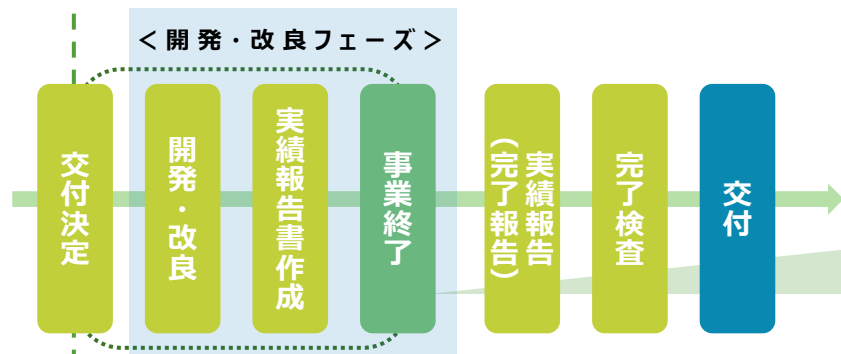 ＜開発・改良フェーズ＞
交付決定
開発・改良
実績報告書作成
事業終了
実績報告
(完了報告)
完了検査
交付